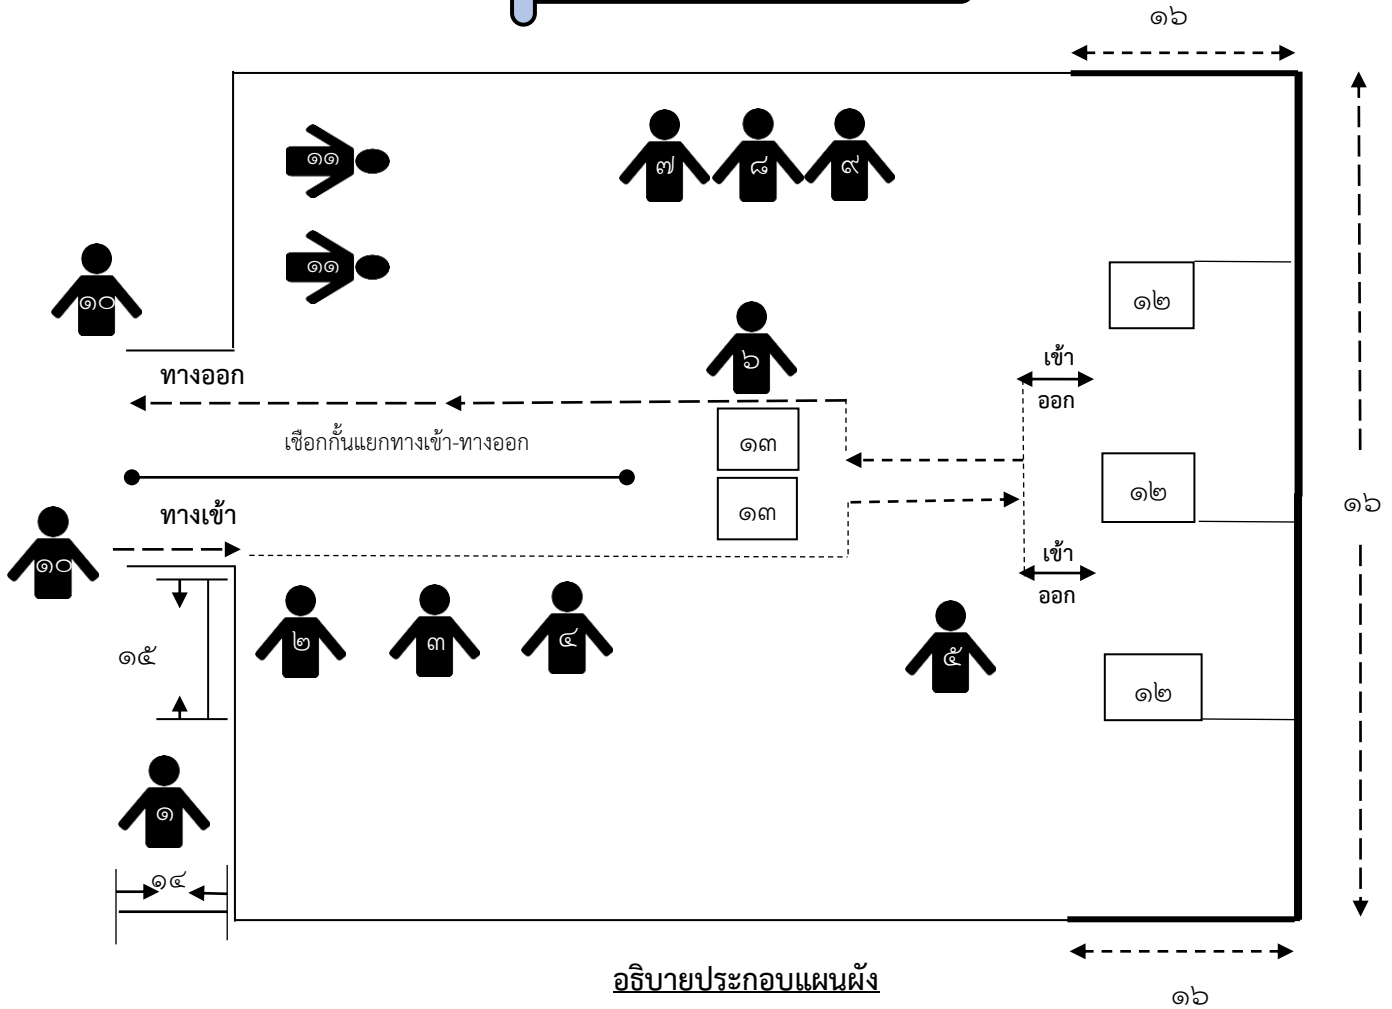 ๑๖
๗ ๘ ๙
๑๑
๑๑
๑๐
๑๒
๖
เข้า
ออก
ทางออก
เชือกกั้นแยกทางเข้า-ทางออก
๑๓
๑๒
๑๓
ทางเข้า
๑๖
๑๐
เข้า
ออก
๒ ๓ ๔
๕
๑๕
๑๒
๑
๑๔
อธิบายประกอบแผนผัง
๑๖